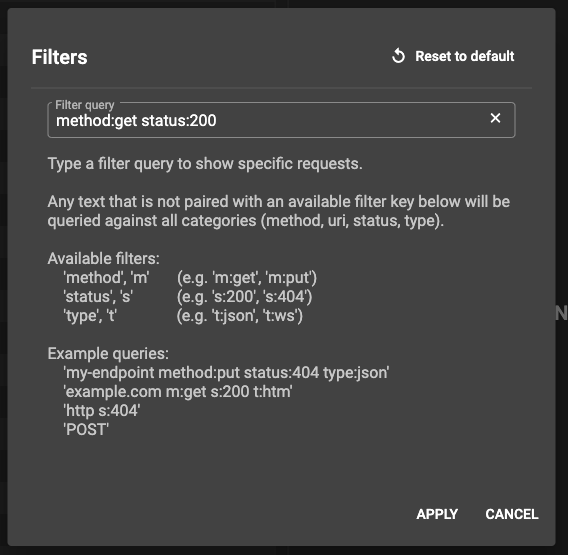 Filters
Reset to default
Filter query
method:get status:200
Type a filter query to show specific requests.
Any text that is not paired with an available filter key below will be
queried against all categories (method, uri, status, type).
Available filters:
'method', 'm' (e.g. 'm:get', 'm:put')
'status', 's' (e.g. 's:200', 's:404')
'type', 't' (e.g. 't:json', 't:ws')
Example queries:
'my-endpoint method:put status:404 type:json'
'example.com m:get s:200 t:htm'
'http s:404'
'POST'
N
APPLY CANCEL